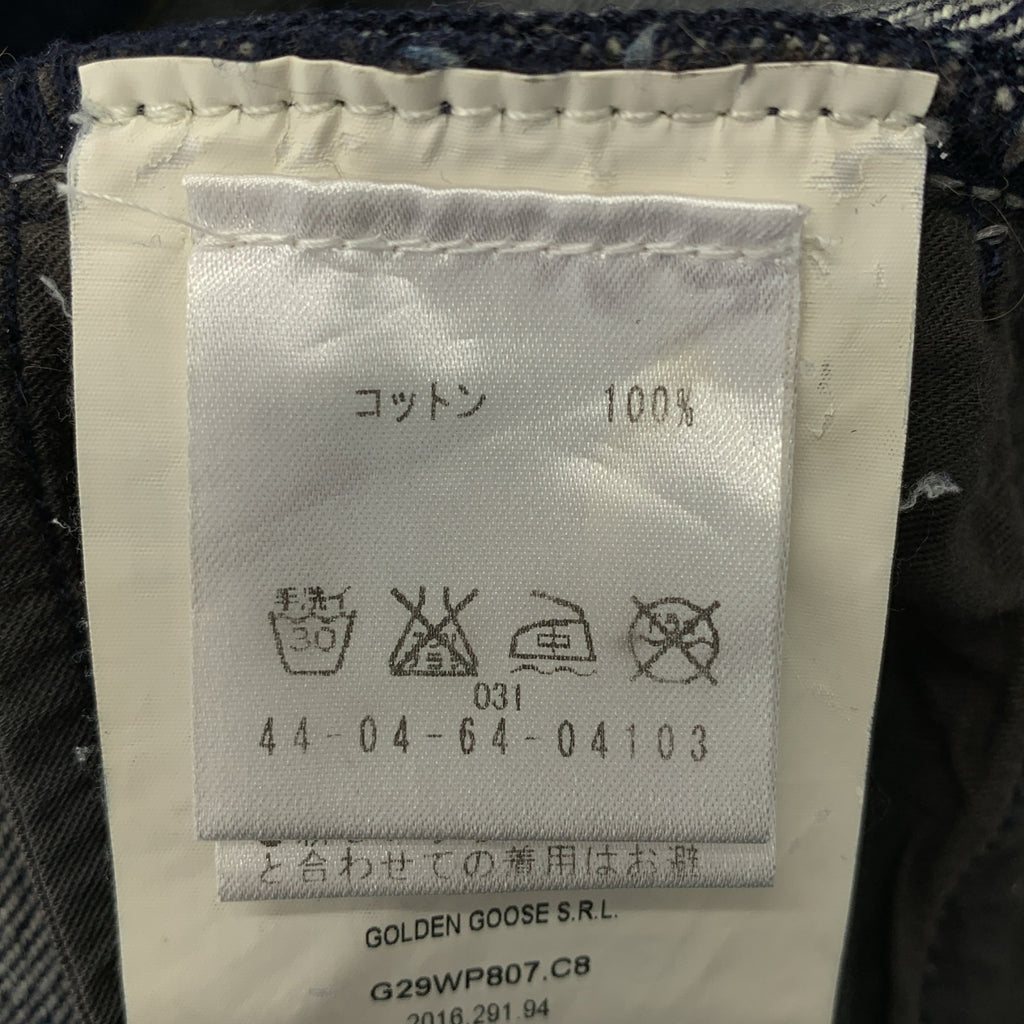 コットン 100%
手洗イ
30
中
031
44-04-64-04103
と合わせての着用はお避
GOLDEN GOOSE S.R.L.
G29WP807.C8
2016.291.94